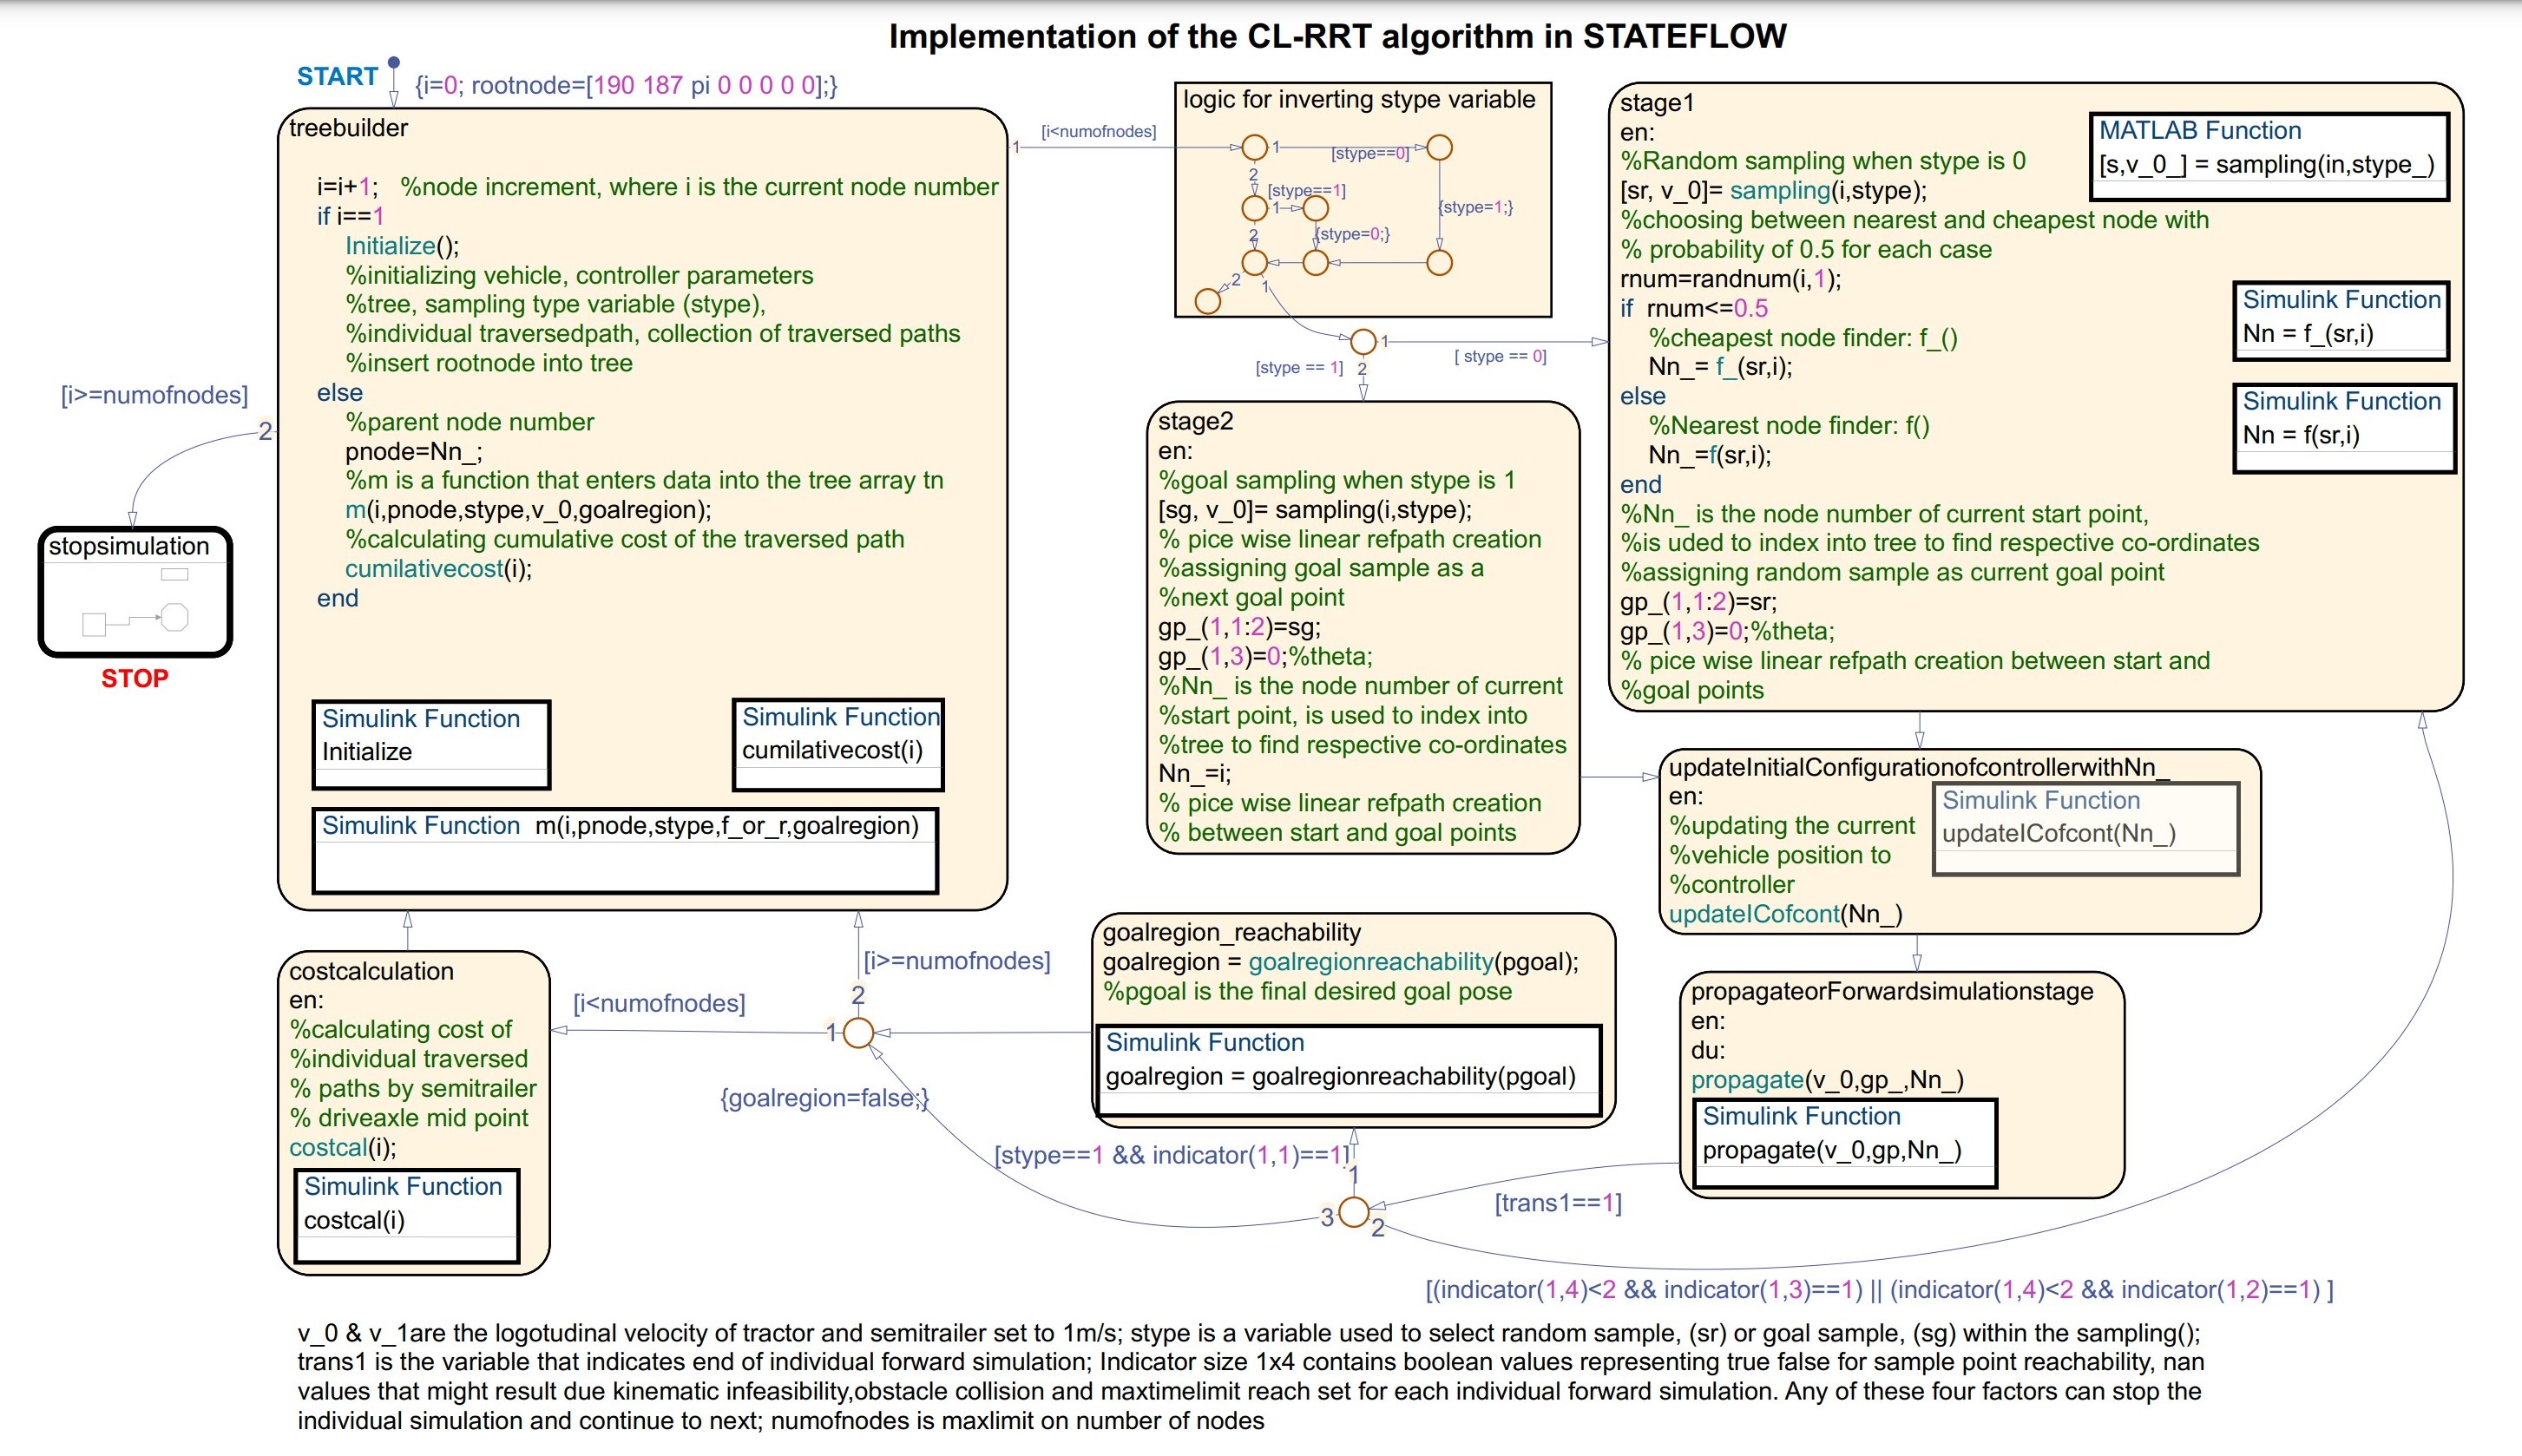 Implementation of the CL-RRT algorithm in STATEFLOW
START
{i=0; rootnode=[190 187 pi 0 0 0 0 0];}
treebuilder
i=i+1; %node increment, where i is the current node number
if i==1
Initialize();
%initializing vehicle, controller parameters
%tree, sampling type variable (stype),
%individual traversedpath, collection of traversed paths
%insert rootnode into tree
else
%parent node number
pnode=Nn_;
%m is a function that enters data into the tree array tn
m(i,pnode,stype,v_0,goalregion);
%calculating cumulative cost of the traversed path
cumilativecost(i);
end
Simulink Function
Initialize
Simulink Function
cumilativecost(i)
Simulink Function m(i,pnode,stype,f_or_r,goalregion)
[i>=numofnodes]
2
stopsimulation
STOP
1
[i<numofnodes]
logic for inverting stype variable
1
[stype==0]
2
[stype==1]
1
{stype=1;}
2
{stype=0;}
2
1
1
[ stype == 0]
[stype == 1]
2
stage1
en:
%Random sampling when stype is 0
[sr, v_0]= sampling(i,stype);
%choosing between nearest and cheapest node with
% probability of 0.5 for each case
rnum=randnum(i,1);
if rnum<=0.5
%cheapest node finder: f_()
Nn_= f_(sr,i);
else
%Nearest node finder: f()
Nn_=f(sr,i);
end
%Nn_ is the node number of current start point,
%is uded to index into tree to find respective co-ordinates
%assigning random sample as current goal point
gp_(1,1:2)=sr;
gp_(1,3)=0;%theta;
% pice wise linear refpath creation between start and
%goal points
MATLAB Function
[s,v_0_] = sampling(in,stype_)
Simulink Function
Nn = f_(sr,i)
Simulink Function
Nn = f(sr,i)
stage2
en:
%goal sampling when stype is 1
[sg, v_0]= sampling(i,stype);
% pice wise linear refpath creation
%assigning goal sample as a
%next goal point
gp_(1,1:2)=sg;
gp_(1,3)=0;%theta;
%Nn_ is the node number of current
%start point, is used to index into
%tree to find respective co-ordinates
Nn_=i;
% pice wise linear refpath creation
% between start and goal points
updateInitialConfigurationofcontrollerwithNn_
en:
%updating the current
%vehicle position to
%controller
updateICofcont(Nn_)
Simulink Function
updateICofcont(Nn_)
propagateorForwardsimulationstage
en:
du:
propagate(v_0,gp_,Nn_)
Simulink Function
propagate(v_0,gp,Nn_)
goalregion_reachability
goalregion = goalregionreachability(pgoal);
%pgoal is the final desired goal pose
Simulink Function
goalregion = goalregionreachability(pgoal)
[i>=numofnodes]
2
[i<numofnodes]
1
{goalregion=false;}
[stype==1 && indicator(1,1)==1]
1
[trans1==1]
3
2
[(indicator(1,4)<2 && indicator(1,3)==1) || (indicator(1,4)<2 && indicator(1,2)==1) ]
costcalculation
en:
%calculating cost of
%individual traversed
% paths by semitrailer
% driveaxle mid point
costcal(i);
Simulink Function
costcal(i)
v_0 & v_1are the logotudinal velocity of tractor and semitrailer set to 1m/s; stype is a variable used to select random sample, (sr) or goal sample, (sg) within the sampling();
trans1 is the variable that indicates end of individual forward simulation; Indicator size 1x4 contains boolean values representing true false for sample point reachability, nan
values that might result due kinematic infeasibility,obstacle collision and maxtimelimit reach set for each individual forward simulation. Any of these four factors can stop the
individual simulation and continue to next; numofnodes is maxlimit on number of nodes